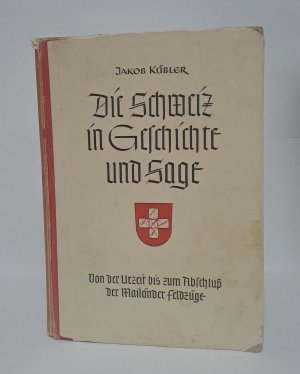 JAKOB KÜBLER
Die Schweiz
in Geschichte
und Sage
Von der Urzeit bis zum Abschluß
der Mailänder Feldzüge